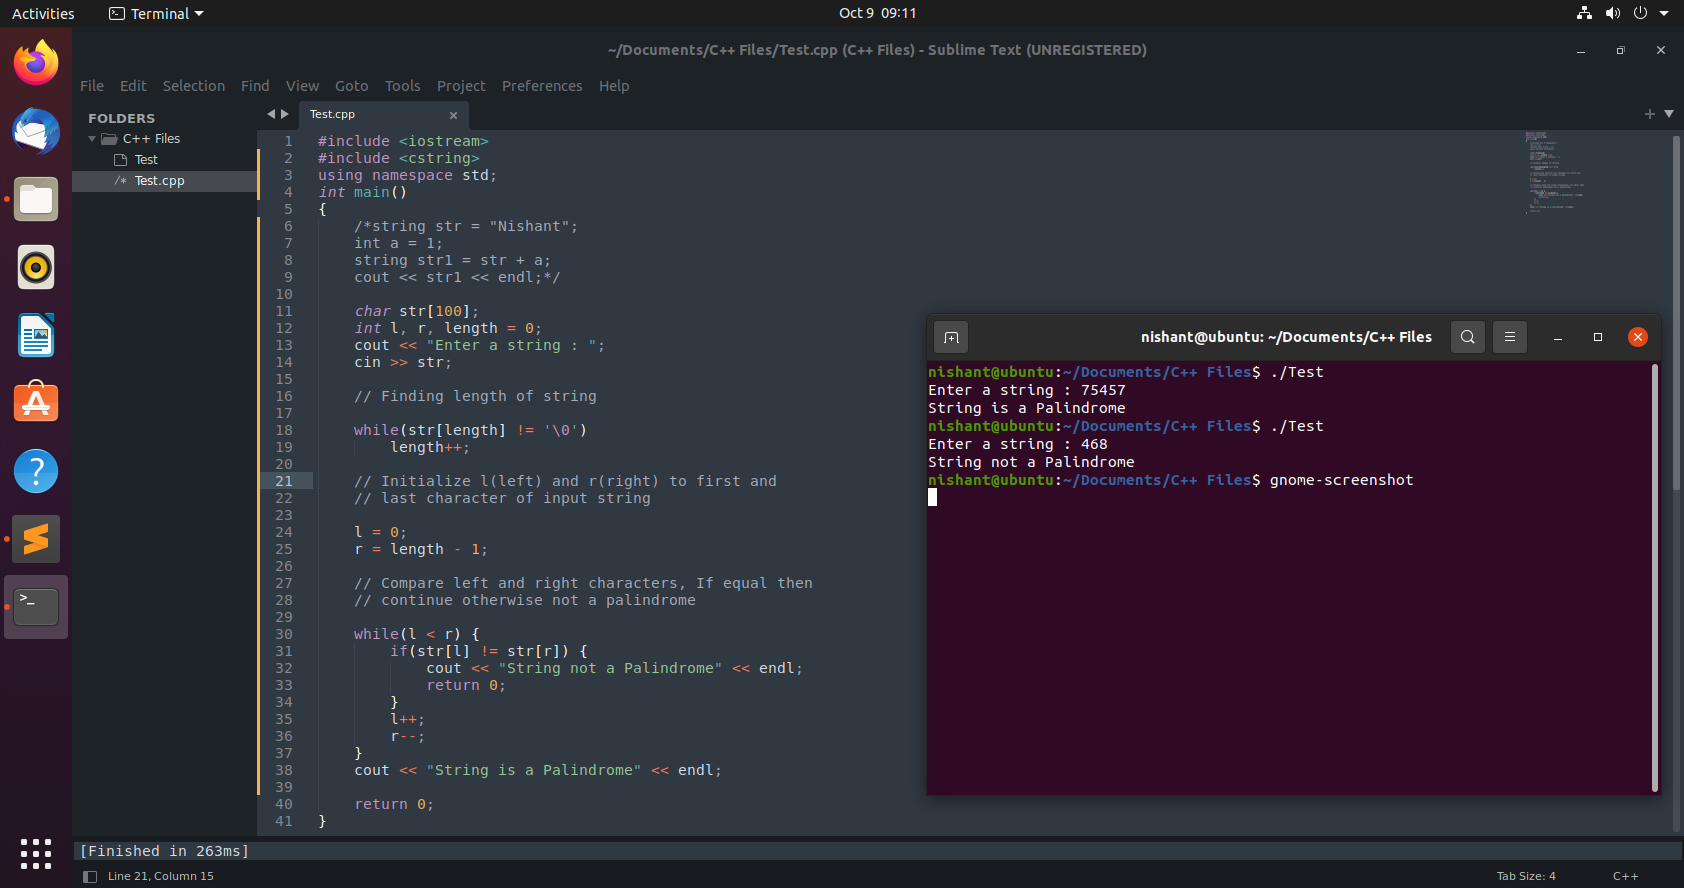 Activities
Terminal
Oct 9 09:11
~/Documents/C++ Files/Test.cpp (C++ Files) - Sublime Text (UNREGISTERED)
File Edit Selection Find View Goto Tools Project Preferences Help
FOLDERS
C++ Files
Test
/* Test.cpp
Test.cpp
1 #include <iostream>
2 #include <cstring>
3 using namespace std;
4 int main()
5 {
6 /*string str = "Nishant";
7 int a = 1;
8 string str1 = str + a;
9 cout << str1 << endl;*/
10
11 char str[100];
12 int l, r, length = 0;
13 cout << "Enter a string : ";
14 cin >> str;
15
16 // Finding length of string
17
18 while(str[length] != '\0')
19 length++;
20
21 // Initialize l(left) and r(right) to first and
22 // last character of input string
23
24 l = 0;
25 r = length - 1;
26
27 // Compare left and right characters, If equal then
28 // continue otherwise not a palindrome
29
30 while(l < r) {
31 if(str[l] != str[r]) {
32 cout << "String not a Palindrome" << endl;
33 return 0;
34 }
35 l++;
36 r--;
37 }
38 cout << "String is a Palindrome" << endl;
39
40 return 0;
41 }
nishant@ubuntu: ~/Documents/C++ Files
nishant@ubuntu:~/Documents/C++ Files$ ./Test
Enter a string : 75457
String is a Palindrome
nishant@ubuntu:~/Documents/C++ Files$ ./Test
Enter a string : 468
String not a Palindrome
nishant@ubuntu:~/Documents/C++ Files$ gnome-screenshot
[Finished in 263ms]
Line 21, Column 15
Tab Size: 4
C++